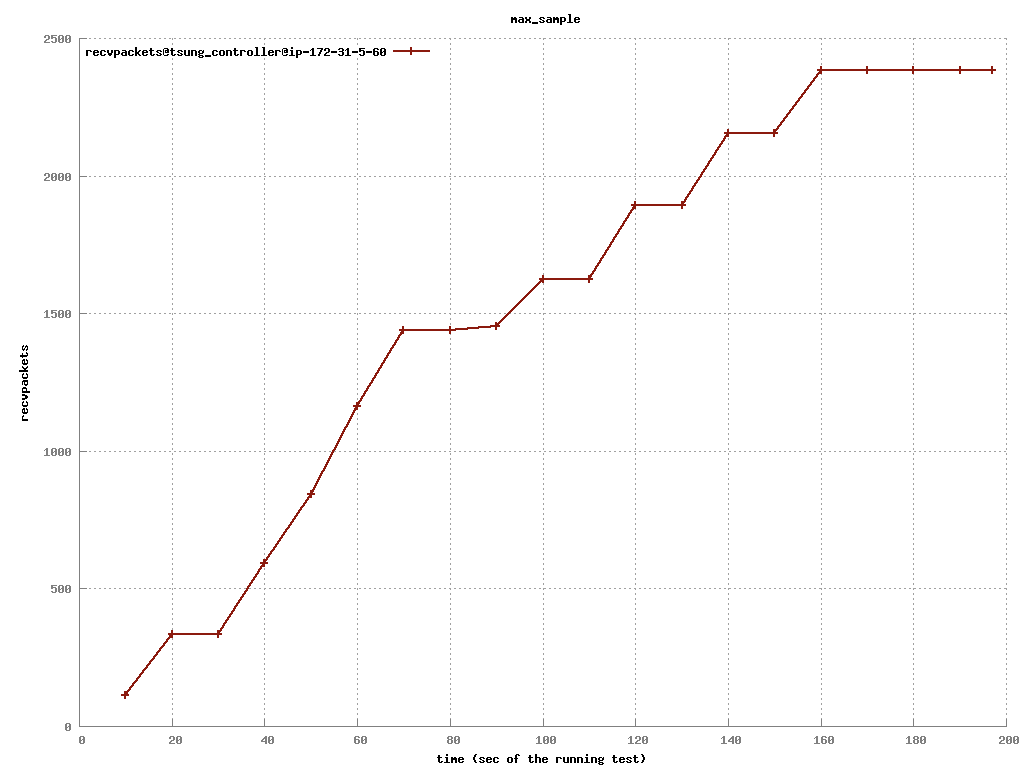 max_sample
2500
recvpackets@tsung_controller@ip-172-31-5-60
2000
1500
recvpackets
1000
500
0
0 20 40 60 80 100 120 140 160 180 200
time (sec of the running test)